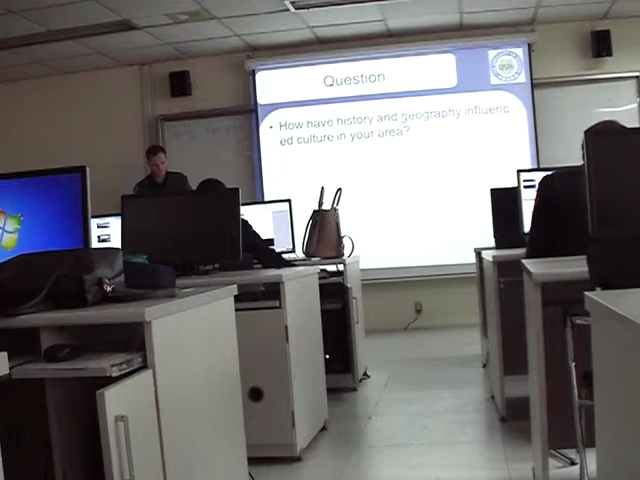 Question
• How have history and geography influenc
ed culture in your area?